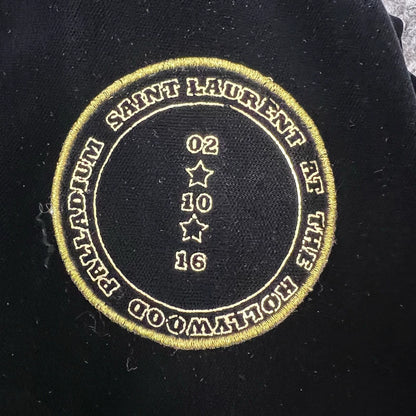 SAINT LAURENT AT THE HOLLYWOOD PALLADIUM
02
10
16